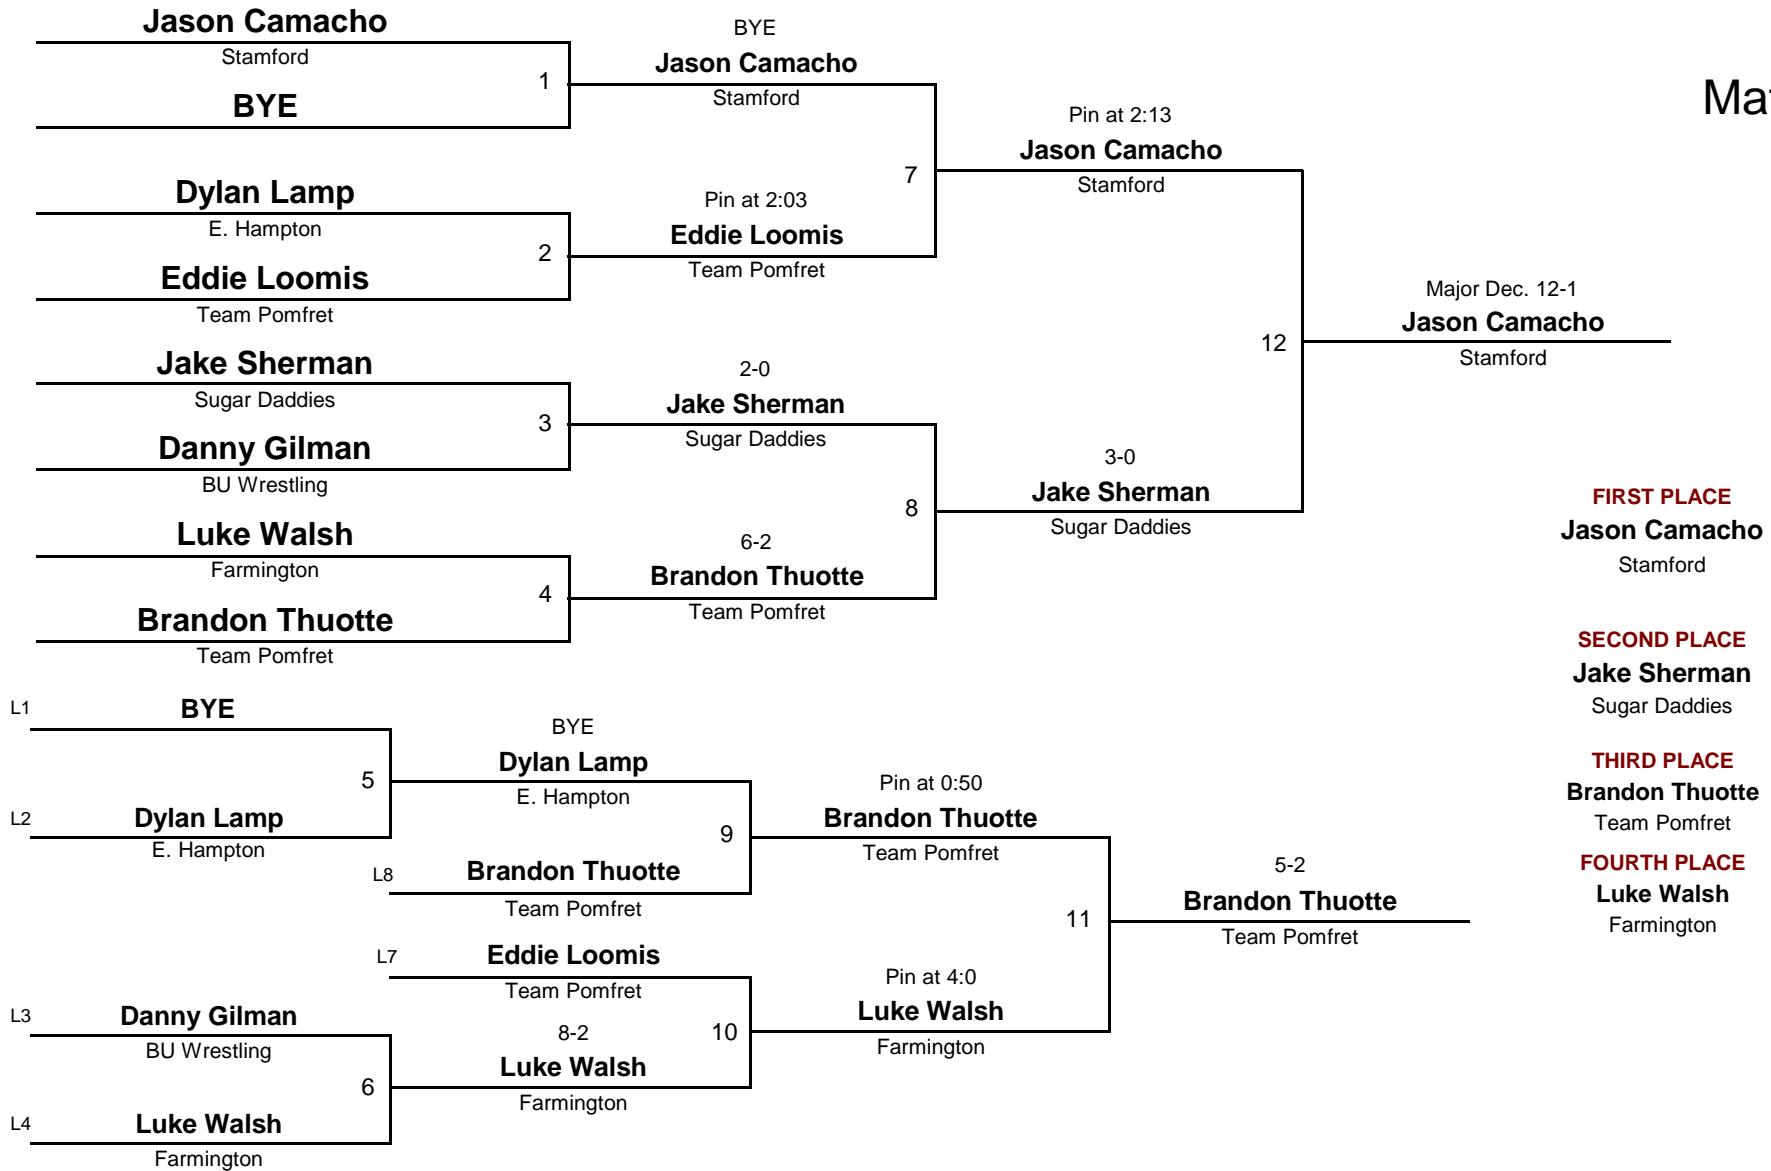 Jason Camacho
Stamford
1
BYE
BYE
Jason Camacho
Stamford
Dylan Lamp
E. Hampton
2
Eddie Loomis
Team Pomfret
Pin at 2:03
Eddie Loomis
Team Pomfret
7
Pin at 2:13
Jason Camacho
Stamford
Jake Sherman
Sugar Daddies
3
Danny Gilman
BU Wrestling
2-0
Jake Sherman
Sugar Daddies
Luke Walsh
Farmington
4
Brandon Thuotte
Team Pomfret
6-2
Brandon Thuotte
Team Pomfret
8
3-0
Jake Sherman
Sugar Daddies
12
Major Dec. 12-1
Jason Camacho
Stamford
FIRST PLACE
Jason Camacho
Stamford
SECOND PLACE
Jake Sherman
Sugar Daddies
THIRD PLACE
Brandon Thuotte
Team Pomfret
FOURTH PLACE
Luke Walsh
Farmington
L1
BYE
5
L2
Dylan Lamp
E. Hampton
BYE
Dylan Lamp
E. Hampton
9
L8
Brandon Thuotte
Team Pomfret
Pin at 0:50
Brandon Thuotte
Team Pomfret
L7
Eddie Loomis
Team Pomfret
L3
Danny Gilman
BU Wrestling
6
L4
Luke Walsh
Farmington
8-2
Luke Walsh
Farmington
10
Pin at 4:0
Luke Walsh
Farmington
11
5-2
Brandon Thuotte
Team Pomfret